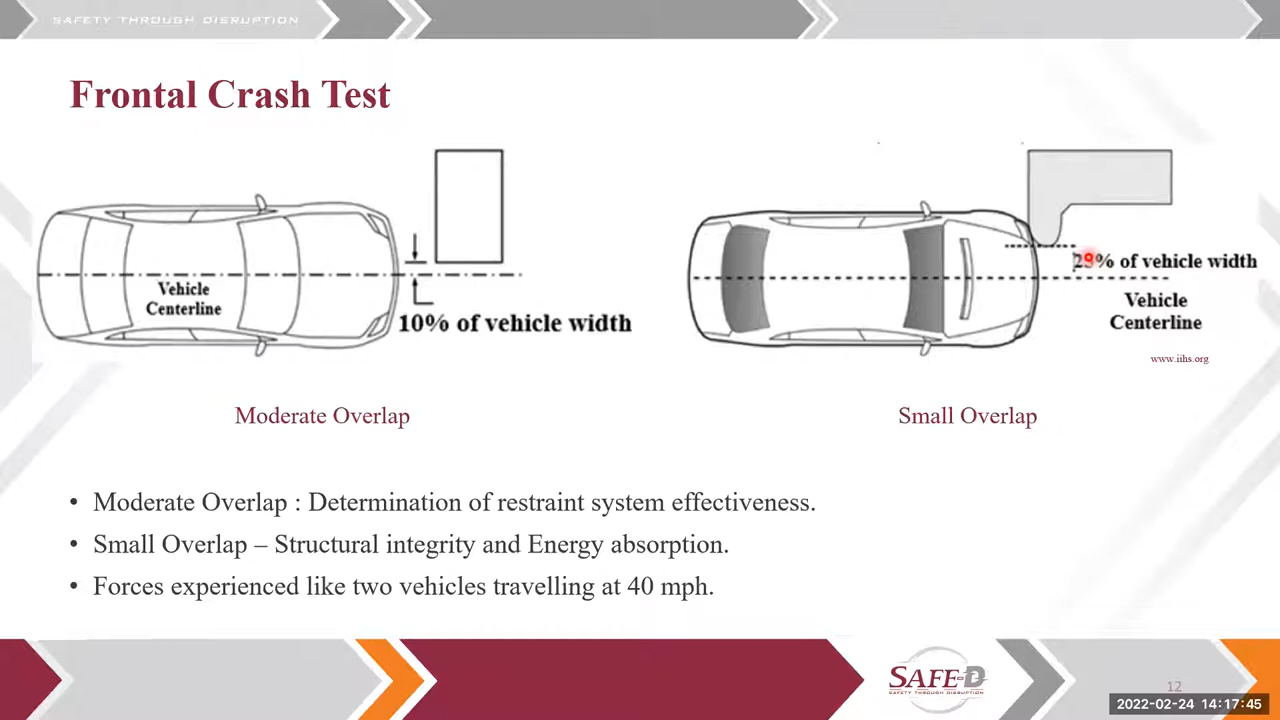 SAFETY THROUGH DISRUPTION
Frontal Crash Test
Vehicle
Centerline
10% of vehicle width
of vehicle width
Vehicle
Centerline
www.iihs.org
Moderate Overlap
Small Overlap
• Moderate Overlap : Determination of restraint system effectiveness.
• Small Overlap – Structural integrity and Energy absorption.
• Forces experienced like two vehicles travelling at 40 mph.
SAFE-D
SAFETY THROUGH DISRUPTION
12
2022-02-24 14:17:45